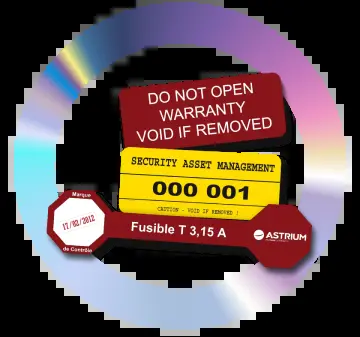 DO NOT OPEN
WARRANTY
VOID IF REMOVED
SECURITY ASSET MANAGEMENT
000 001
CAUTION - VOID IF REMOVED !
Marque
17/02/2012
de Contrôle
Fusible T 3,15 A
ASTRIUM